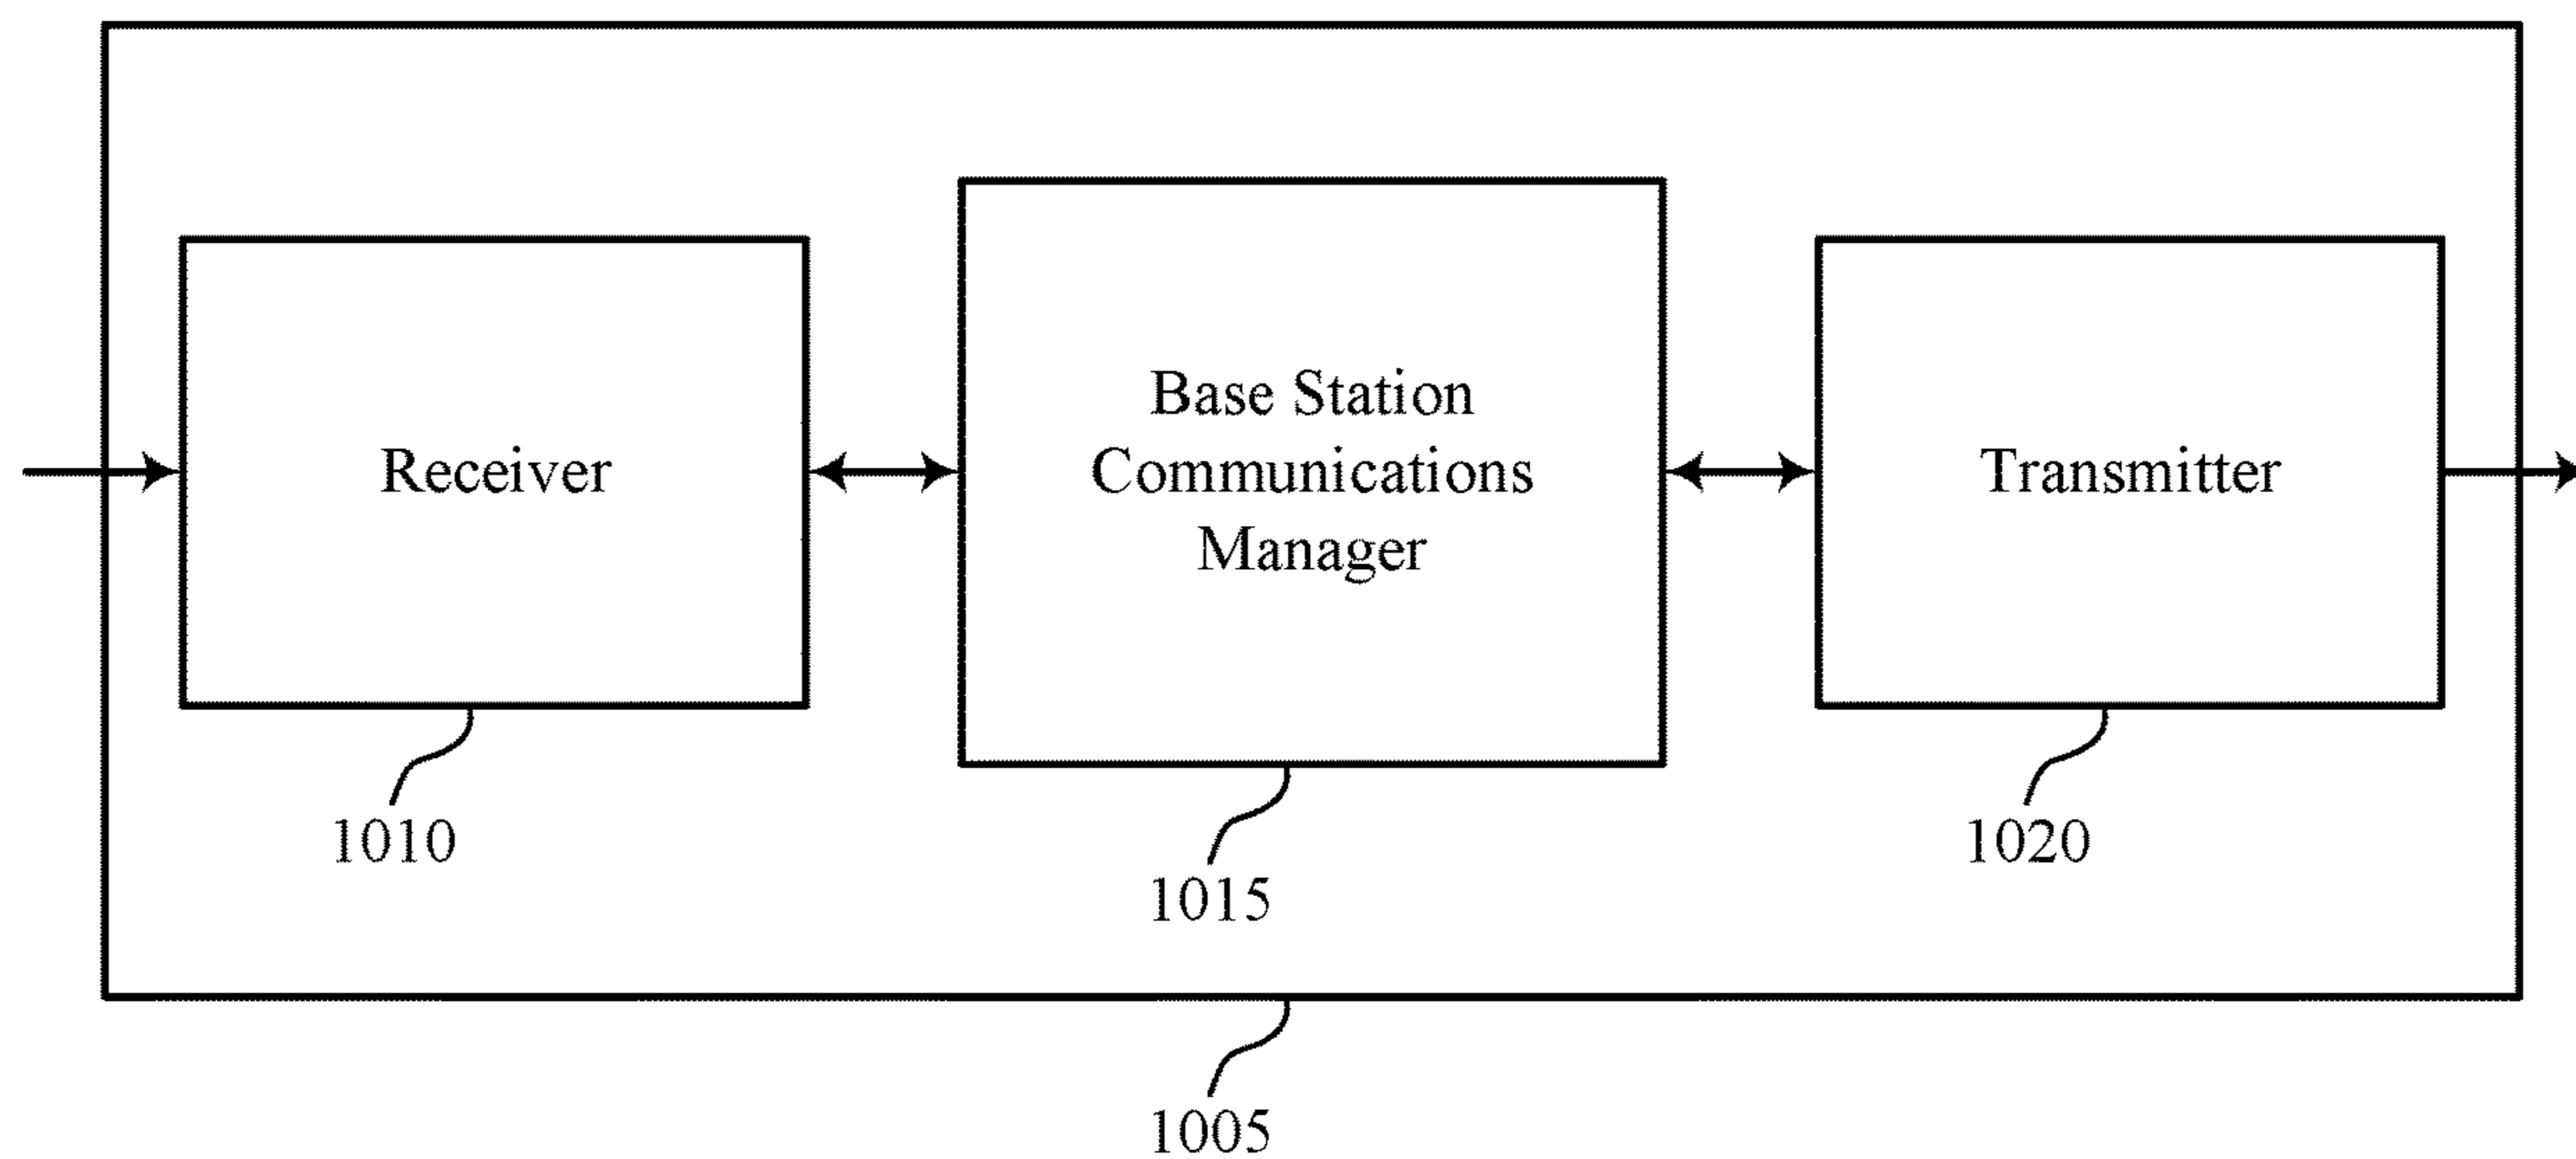 Receiver
Base Station
Communications
Manager
Transmitter
1010
1015
1020
1005